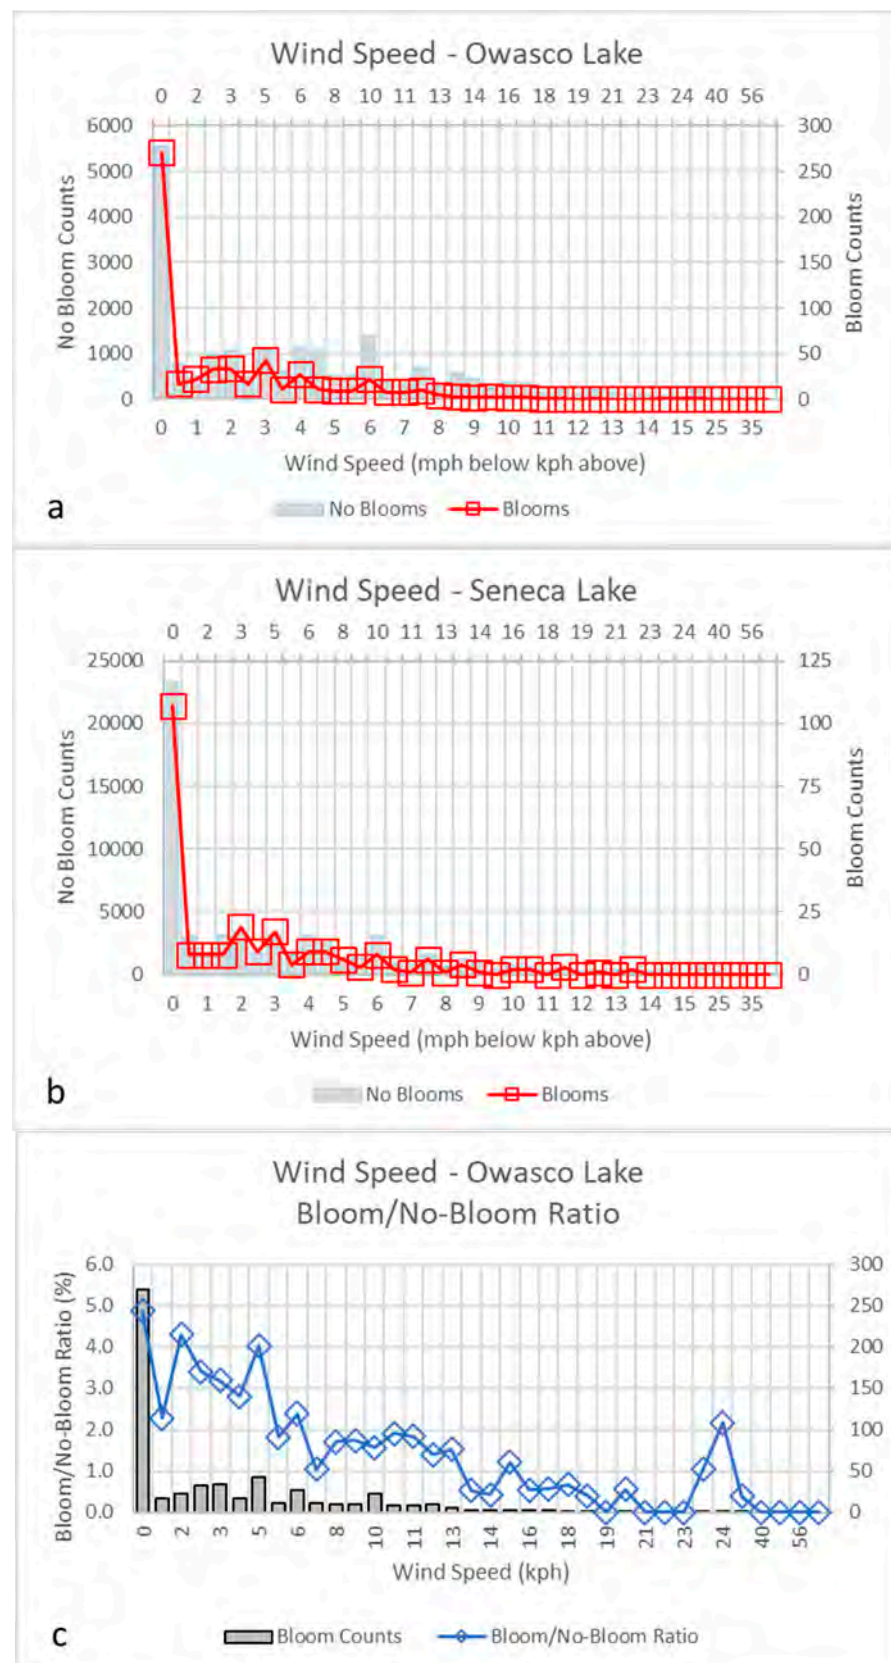 Wind Speed - Owasco Lake
0 2 3 5 6 8 10 11 13 14 16 18 19 21 23 24 40 56
6000 300
5000 250
4000 200
3000 150
2000 100
1000 50
0 0
No Bloom Counts
Bloom Counts
0 1 2 3 4 5 6 7 8 9 10 11 12 13 14 15 25 35
Wind Speed (mph below kph above)
No Blooms Blooms
a
Wind Speed - Seneca Lake
0 2 3 5 6 8 10 11 13 14 16 18 19 21 23 24 40 56
25000 125
20000 100
15000 75
10000 50
5000 25
0 0
No Bloom Counts
Bloom Counts
0 1 2 3 4 5 6 7 8 9 10 11 12 13 14 15 25 35
Wind Speed (mph below kph above)
No Blooms Blooms
b
Wind Speed - Owasco Lake
Bloom/No-Bloom Ratio
6.0 300
5.0 250
4.0 200
3.0 150
2.0 100
1.0 50
0.0 0
Bloom/No-Bloom Ratio (%)
0 2 3 5 6 8 10 11 13 14 16 18 19 21 23 24 40 56
Wind Speed (kph)
Bloom Counts Bloom/No-Bloom Ratio
c